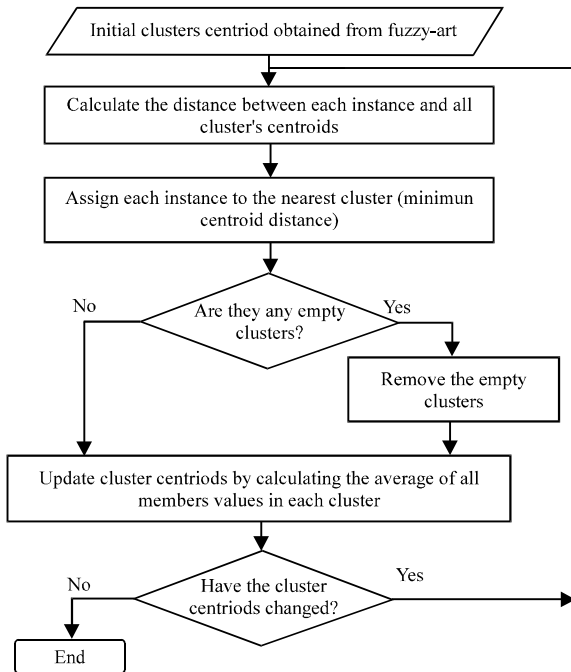 Initial clusters centriod obtained from fuzzy-art
Calculate the distance between each instance and all
cluster's centroids
Assign each instance to the nearest cluster (minimun
centroid distance)
No
Are they any empty
clusters?
Yes
Remove the empty
clusters
Update cluster centriods by calculating the average of all
members values in each cluster
No
Have the cluster
centriods changed?
Yes
End